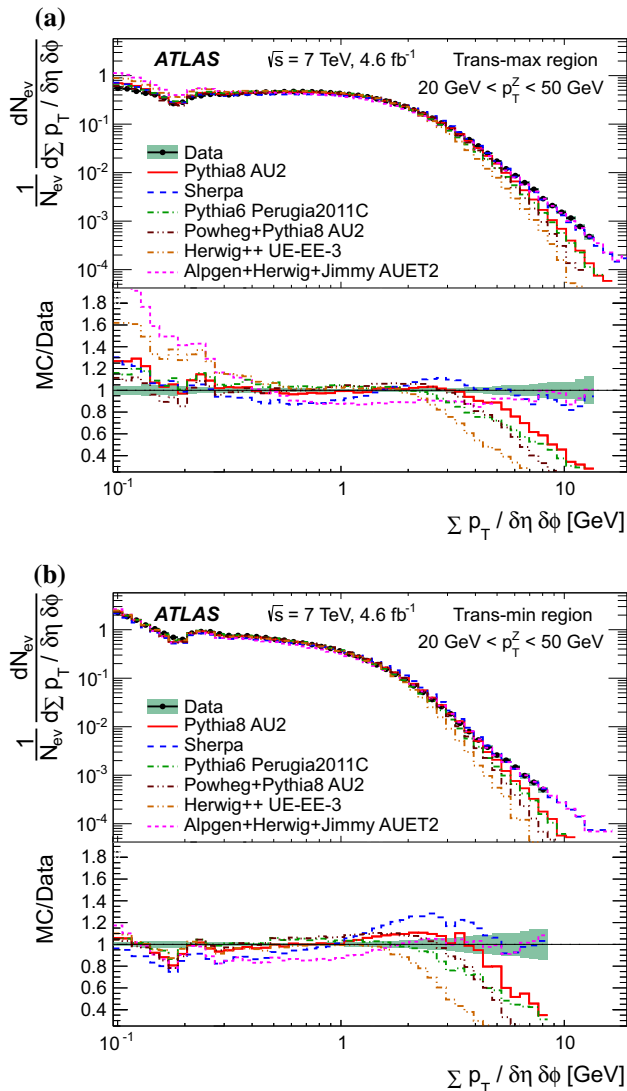 (a)
ATLAS √s = 7 TeV, 4.6 fb⁻¹ Trans-max region
20 GeV < p_T^Z < 50 GeV
1/N_ev dN_ev/d∑ p_T / δη δϕ
1
10⁻¹
10⁻²
10⁻³
10⁻⁴
Data
Pythia8 AU2
Sherpa
Pythia6 Perugia2011C
Powheg+Pythia8 AU2
Herwig++ UE-EE-3
Alpgen+Herwig+Jimmy AUET2
MC/Data
1.8
1.6
1.4
1.2
1
0.8
0.6
0.4
10⁻¹ 1 10
∑ p_T / δη δϕ [GeV]
(b)
ATLAS √s = 7 TeV, 4.6 fb⁻¹ Trans-min region
20 GeV < p_T^Z < 50 GeV
1/N_ev dN_ev/d∑ p_T / δη δϕ
1
10⁻¹
10⁻²
10⁻³
10⁻⁴
Data
Pythia8 AU2
Sherpa
Pythia6 Perugia2011C
Powheg+Pythia8 AU2
Herwig++ UE-EE-3
Alpgen+Herwig+Jimmy AUET2
MC/Data
1.8
1.6
1.4
1.2
1
0.8
0.6
0.4
10⁻¹ 1 10
∑ p_T / δη δϕ [GeV]